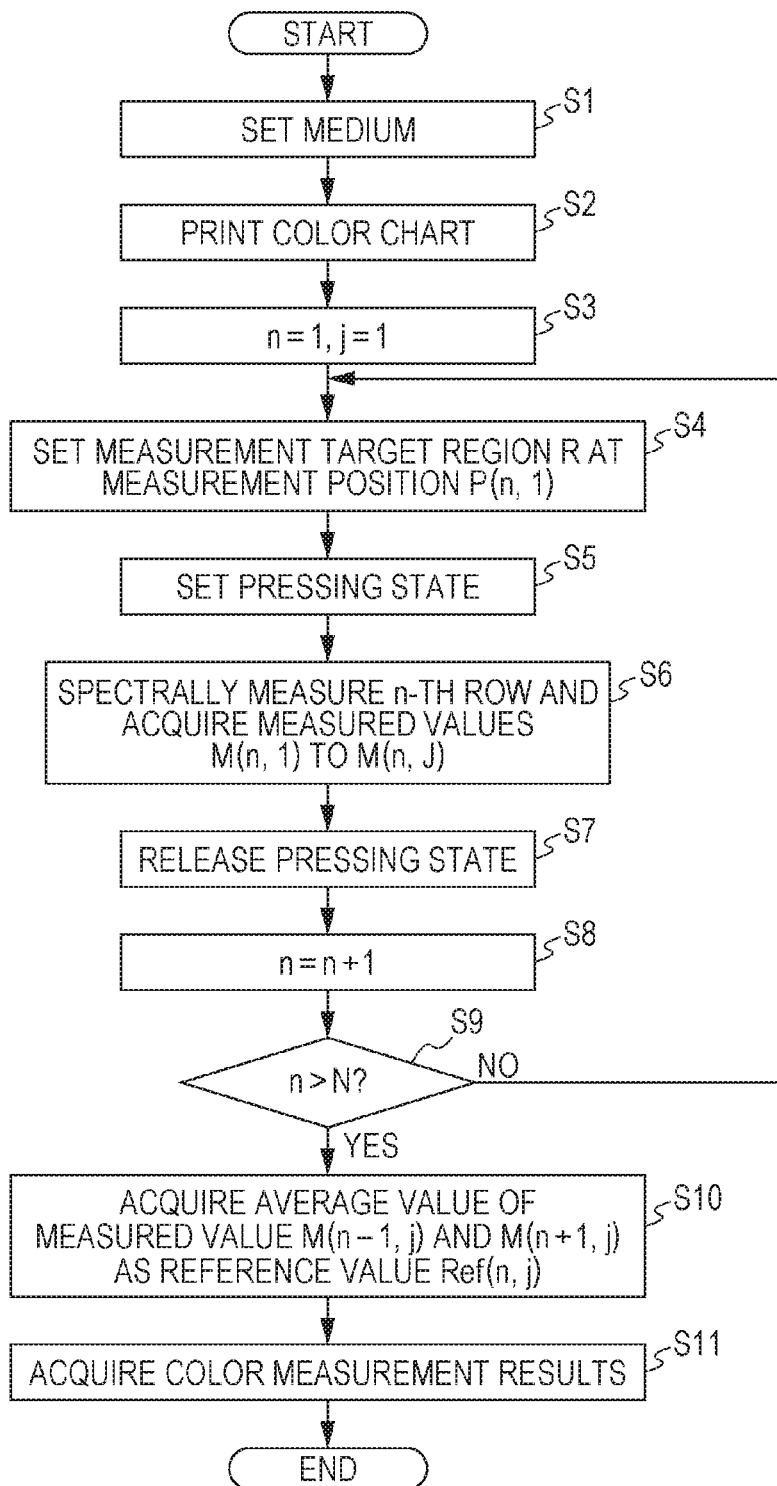 START
S1
SET MEDIUM
S2
PRINT COLOR CHART
S3
n = 1, j = 1
S4
SET MEASUREMENT TARGET REGION R AT
MEASUREMENT POSITION P(n, 1)
S5
SET PRESSING STATE
S6
SPECTRALLY MEASURE n-TH ROW AND
ACQUIRE MEASURED VALUES
M(n, 1) TO M(n, J)
S7
RELEASE PRESSING STATE
S8
n = n + 1
S9
n > N?
NO
YES
S10
ACQUIRE AVERAGE VALUE OF
MEASURED VALUE M(n − 1, j) AND M(n + 1, j)
AS REFERENCE VALUE Ref(n, j)
S11
ACQUIRE COLOR MEASUREMENT RESULTS
END